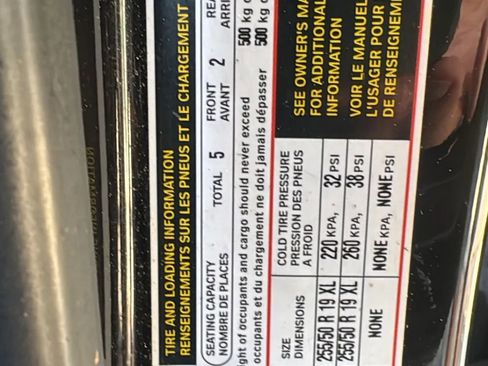 TIRE AND LOADING INFORMATION
RENSEIGNEMENTS SUR LES PNEUS ET LE CHARGEMENT
SEATING CAPACITY
NOMBRE DE PLACES
TOTAL 5
FRONT
AVANT 2
ght of occupants and cargo should never exceed 500 kg
occupants et du chargement ne doit jamais dépasser 500 kg
SIZE
DIMENSIONS
COLD TIRE PRESSURE
PRESSION DES PNEUS
A FROID
255/50 R 19 XL 220 KPA, 32 PSI
255/50 R 19 XL 260 KPA, 38 PSI
NONE NONE KPA, NONE PSI
SEE OWNER'S MA
FOR ADDITIONAL
INFORMATION
VOIR LE MANUEL
L'USAGER POUR
DE RENSEIGNEME